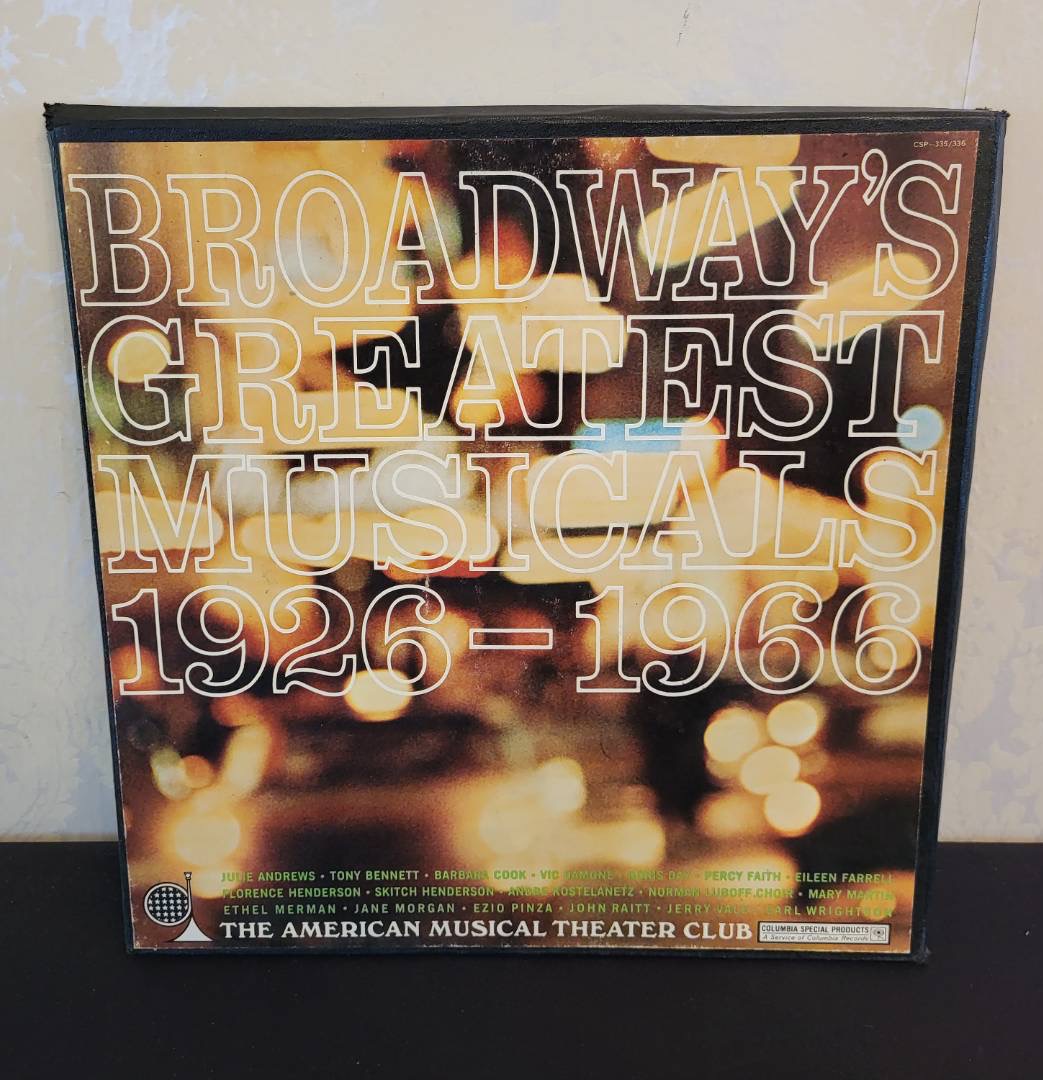 CSP-335/336
BROADWAY'S
GREATEST
MUSICALS
1926-1966
JULIE ANDREWS • TONY BENNETT • BARBARA COOK • VIC DAMONE • DORIS DAY • PERCY FAITH • EILEEN FARRELL
FLORENCE HENDERSON • SKITCH HENDERSON • ANDRE KOSTELANETZ • NORMAN LUBOFF CHOIR • MARY MARTIN
ETHEL MERMAN • JANE MORGAN • EZIO PINZA • JOHN RAITT • JERRY VALE • EARL WRIGHTSON
THE AMERICAN MUSICAL THEATER CLUB
COLUMBIA SPECIAL PRODUCTS
A Service of Columbia Records